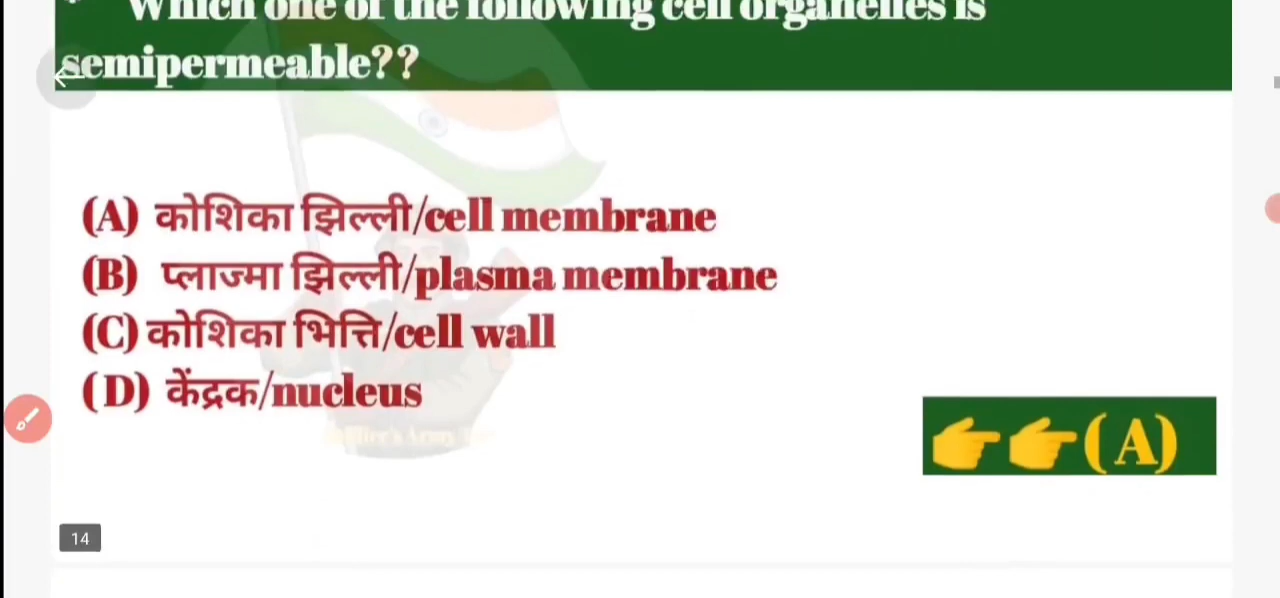 Which one of the following cell organelles is
semipermeable??
(A) कोशिका झिल्ली/cell membrane
(B) प्लाज्मा झिल्ली/plasma membrane
(C) कोशिका भित्ति/cell wall
(D) केंद्रक/nucleus
👉👉(A)
14